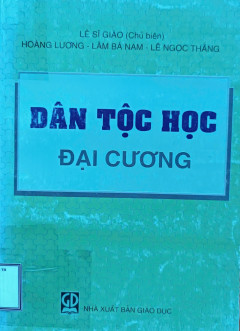 LÊ SĨ GIÁO (Chủ biên)
HOÀNG LƯƠNG - LÂM BÁ NAM - LÊ NGỌC THẮNG
DÂN TỘC HỌC
ĐẠI CƯƠNG
GD
NHÀ XUẤT BẢN GIÁO DỤC